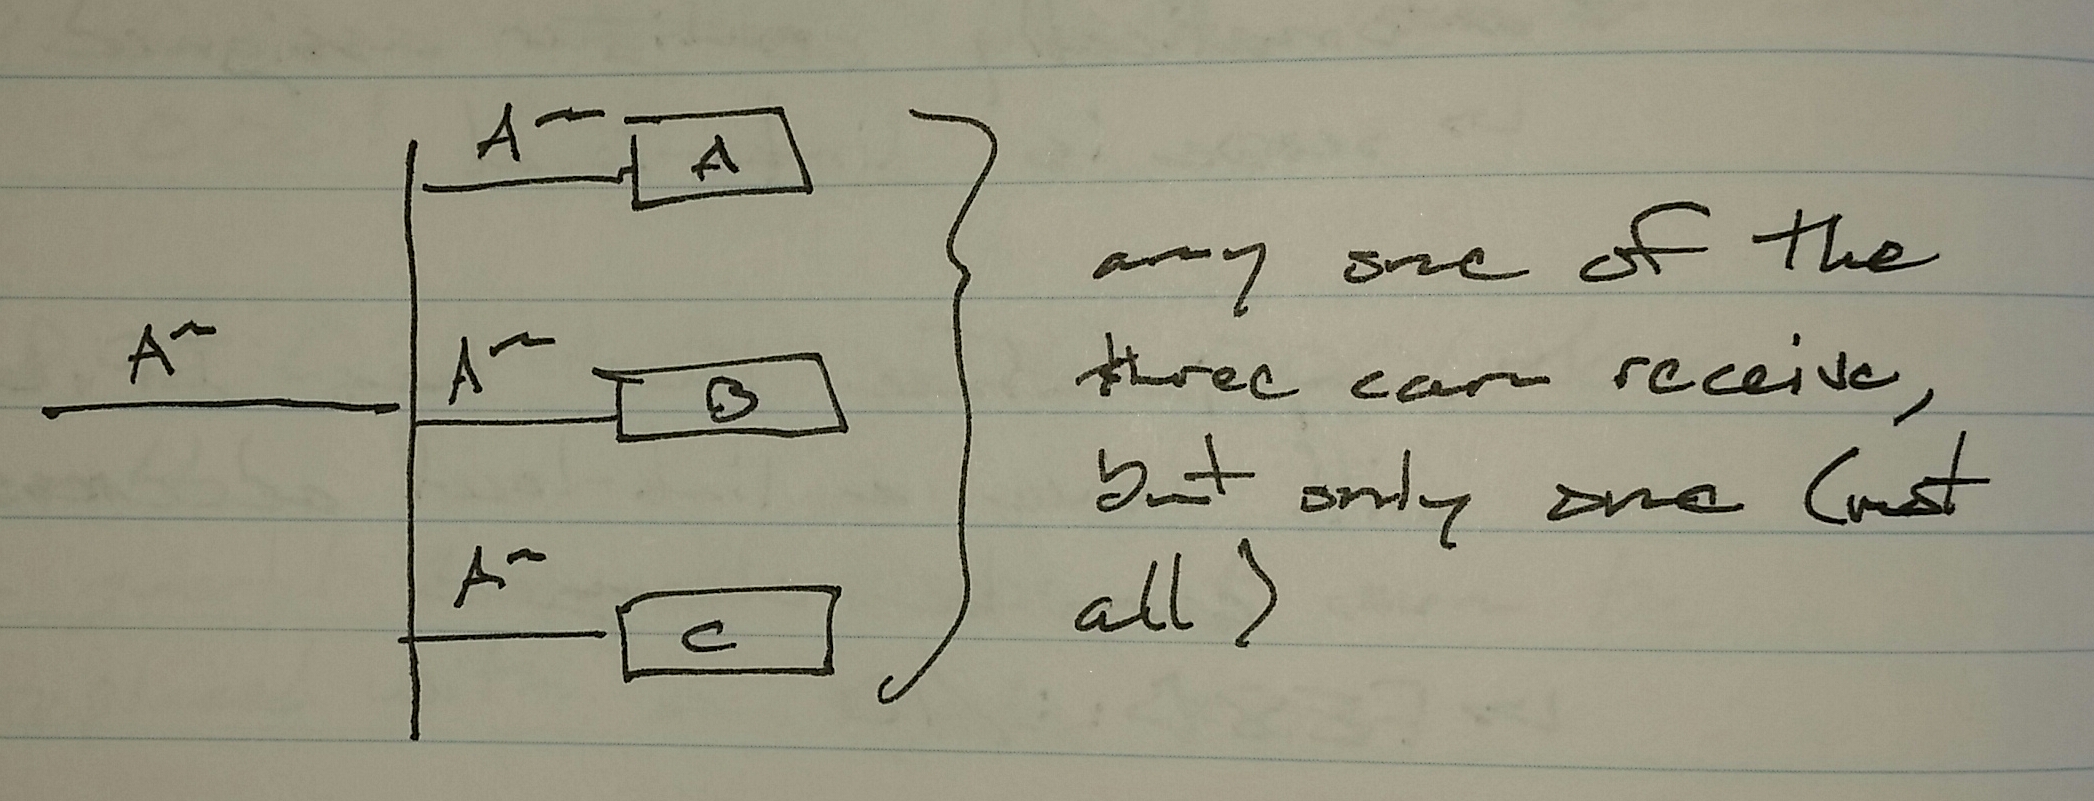 A~ A
any one of the
A~
A~ B
three can receive,
but only one (not
A~ C
all)